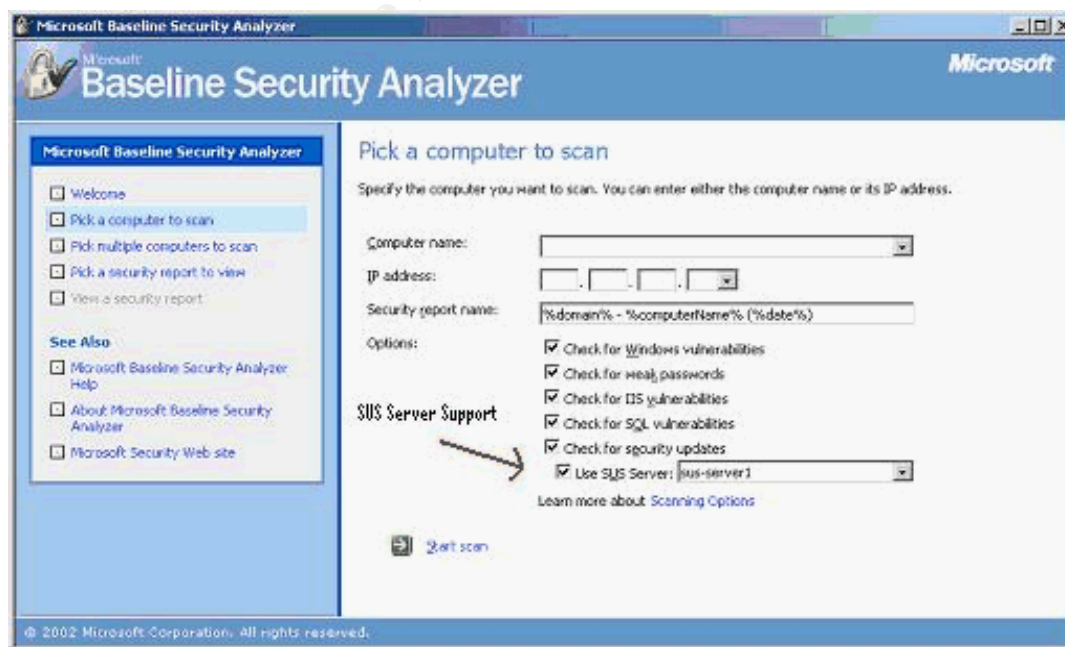 Microsoft Baseline Security Analyzer
Microsoft
Baseline Security Analyzer
Microsoft
Microsoft Baseline Security Analyzer
Welcome
Pick a computer to scan
Pick multiple computers to scan
Pick a security report to view
View a security report
See Also
Microsoft Baseline Security Analyzer
Help
About Microsoft Baseline Security
Analyzer
Microsoft Security Web site
Pick a computer to scan
Specify the computer you want to scan. You can enter either the computer name or its IP address.
Computer name:
IP address:
Security report name: %domain% - %computerName% (%date%)
Options:
Check for Windows vulnerabilities
Check for weak passwords
Check for IIS vulnerabilities
Check for SQL vulnerabilities
Check for security updates
SUS Server Support
Use SUS Server: sus-server1
Learn more about Scanning Options
Start scan
© 2002 Microsoft Corporation. All rights reserved.